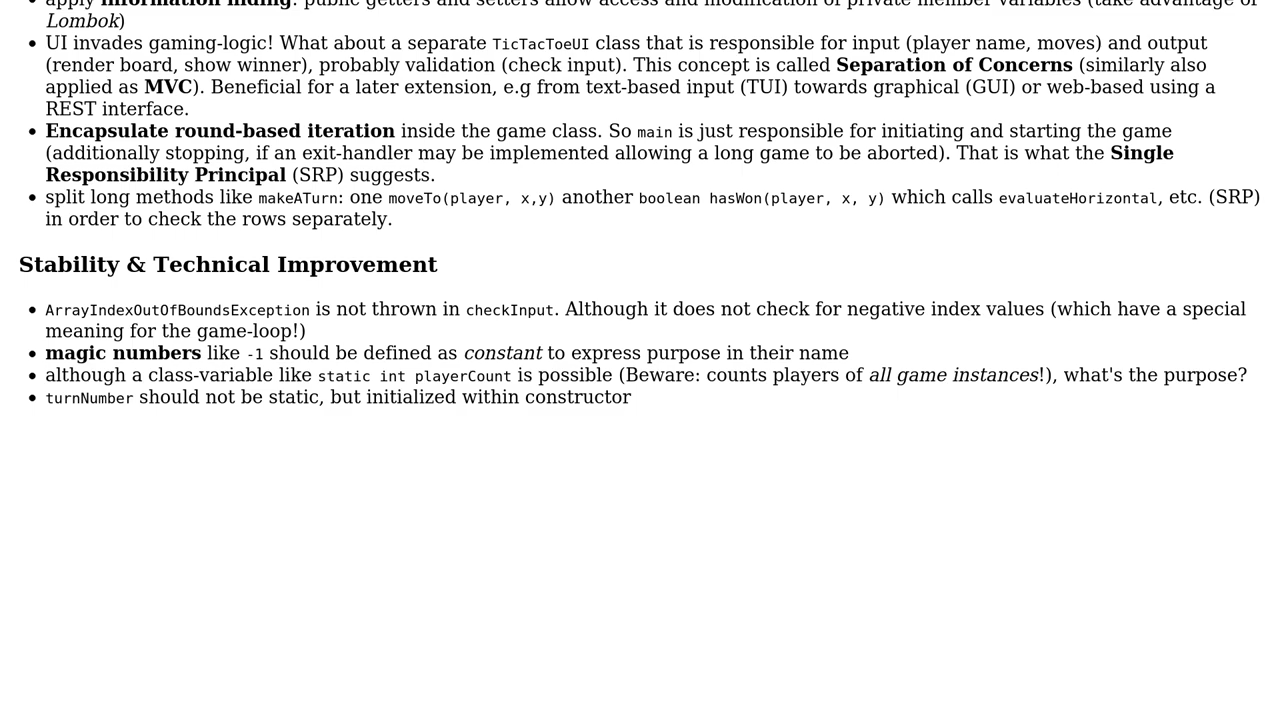 apply information hiding: public getters and setters allow access and modification of private member variables (take advantage of
Lombok)
UI invades gaming-logic! What about a separate TicTacToeUI class that is responsible for input (player name, moves) and output
(render board, show winner), probably validation (check input). This concept is called Separation of Concerns (similarly also
applied as MVC). Beneficial for a later extension, e.g from text-based input (TUI) towards graphical (GUI) or web-based using a
REST interface.
Encapsulate round-based iteration inside the game class. So main is just responsible for initiating and starting the game
(additionally stopping, if an exit-handler may be implemented allowing a long game to be aborted). That is what the Single
Responsibility Principal (SRP) suggests.
split long methods like makeATurn: one moveTo(player, x,y) another boolean hasWon(player, x, y) which calls evaluateHorizontal, etc. (SRP)
in order to check the rows separately.
Stability & Technical Improvement
ArrayIndexOutOfBoundsException is not thrown in checkInput. Although it does not check for negative index values (which have a special
meaning for the game-loop!)
magic numbers like -1 should be defined as constant to express purpose in their name
although a class-variable like static int playerCount is possible (Beware: counts players of all game instances!), what's the purpose?
turnNumber should not be static, but initialized within constructor